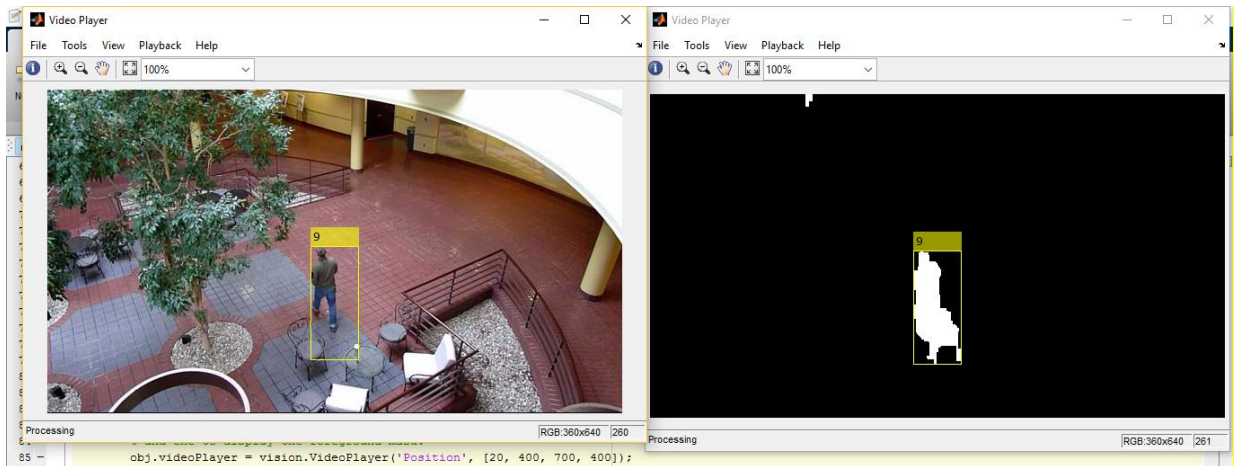 Video Player
File Tools View Playback Help
100%
9
Processing
RGB:360x640 260
Video Player
File Tools View Playback Help
100%
9
Processing
RGB:360x640 261
85 - obj.videoPlayer = vision.VideoPlayer('Position', [20, 400, 700, 400]);